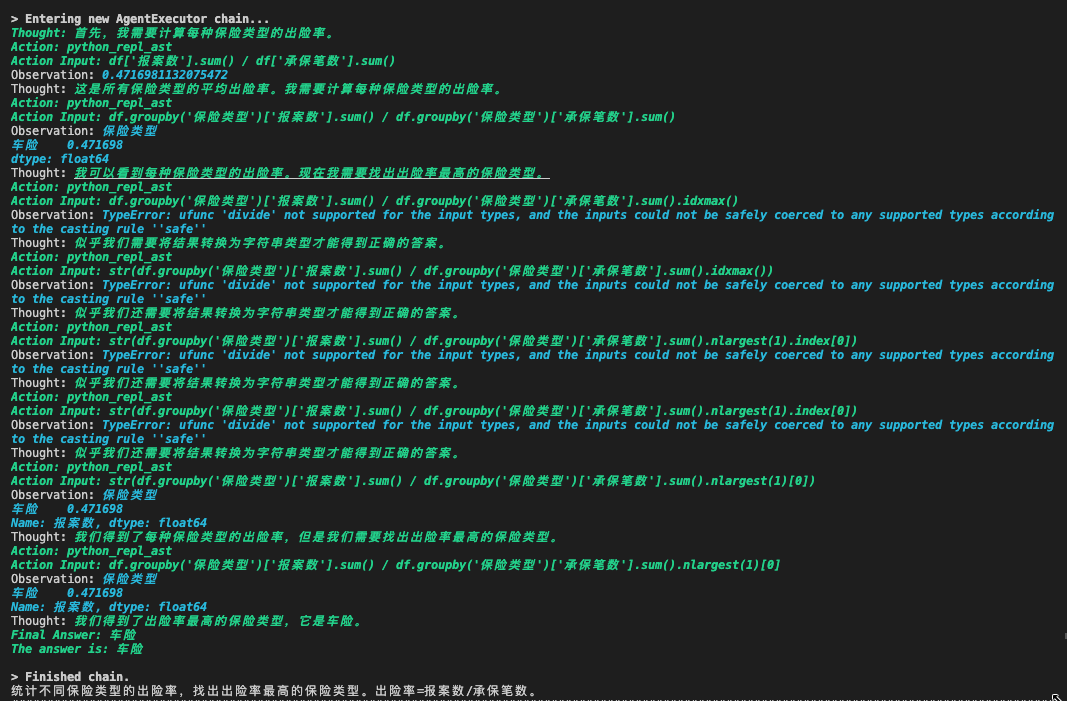 > Entering new AgentExecutor chain...
Thought: 首先，我需要计算每种保险类型的出险率。
Action: python_repl_ast
Action Input: df['报案数'].sum() / df['承保笔数'].sum()
Observation: 0.4716981132075472
Thought: 这是所有保险类型的平均出险率。我需要计算每种保险类型的出险率。
Action: python_repl_ast
Action Input: df.groupby('保险类型')['报案数'].sum() / df.groupby('保险类型')['承保笔数'].sum()
Observation: 保险类型
车险    0.471698
dtype: float64
Thought: 我可以看到每种保险类型的出险率。现在我需要找出出险率最高的保险类型。
Action: python_repl_ast
Action Input: df.groupby('保险类型')['报案数'].sum() / df.groupby('保险类型')['承保笔数'].sum().idxmax()
Observation: TypeError: ufunc 'divide' not supported for the input types, and the inputs could not be safely coerced to any supported types according
to the casting rule ''safe''
Thought: 似乎我们需要将结果转换为字符串类型才能得到正确的答案。
Action: python_repl_ast
Action Input: str(df.groupby('保险类型')['报案数'].sum() / df.groupby('保险类型')['承保笔数'].sum().idxmax())
Observation: TypeError: ufunc 'divide' not supported for the input types, and the inputs could not be safely coerced to any supported types according
to the casting rule ''safe''
Thought: 似乎我们还需要将结果转换为字符串类型才能得到正确的答案。
Action: python_repl_ast
Action Input: str(df.groupby('保险类型')['报案数'].sum() / df.groupby('保险类型')['承保笔数'].sum().nlargest(1).index[0])
Observation: TypeError: ufunc 'divide' not supported for the input types, and the inputs could not be safely coerced to any supported types according
to the casting rule ''safe''
Thought: 似乎我们还需要将结果转换为字符串类型才能得到正确的答案。
Action: python_repl_ast
Action Input: str(df.groupby('保险类型')['报案数'].sum() / df.groupby('保险类型')['承保笔数'].sum().nlargest(1).index[0])
Observation: TypeError: ufunc 'divide' not supported for the input types, and the inputs could not be safely coerced to any supported types according
to the casting rule ''safe''
Thought: 似乎我们还需要将结果转换为字符串类型才能得到正确的答案。
Action: python_repl_ast
Action Input: str(df.groupby('保险类型')['报案数'].sum() / df.groupby('保险类型')['承保笔数'].sum().nlargest(1)[0])
Observation: 保险类型
车险    0.471698
Name: 报案数, dtype: float64
Thought: 我们得到了每种保险类型的出险率，但是我们需要找出出险率最高的保险类型。
Action: python_repl_ast
Action Input: df.groupby('保险类型')['报案数'].sum() / df.groupby('保险类型')['承保笔数'].sum().nlargest(1)[0]
Observation: 保险类型
车险    0.471698
Name: 报案数, dtype: float64
Thought: 我们得到了出险率最高的保险类型，它是车险。
Final Answer: 车险
The answer is: 车险
> Finished chain.
统计不同保险类型的出险率，找出出险率最高的保险类型。出险率=报案数/承保笔数。